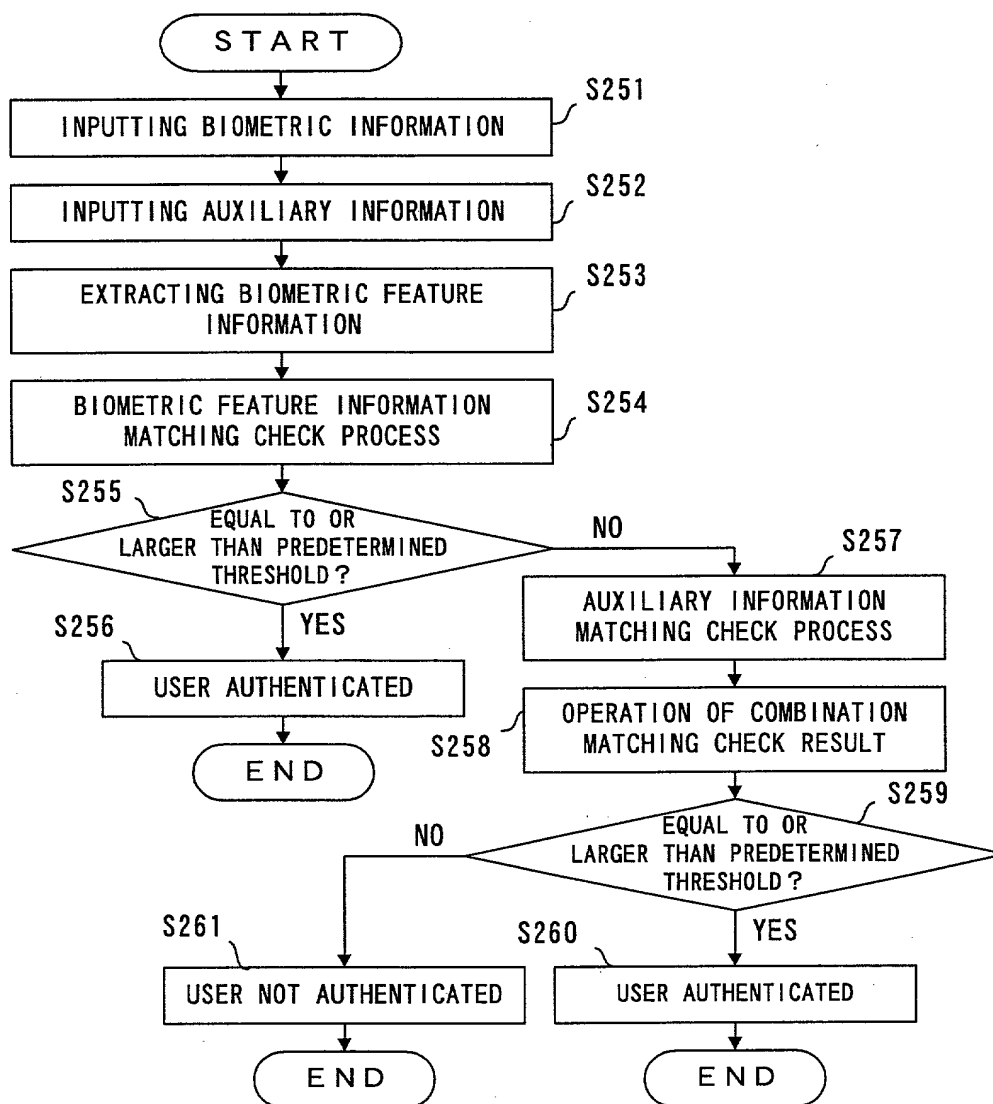 START
S251
INPUTTING BIOMETRIC INFORMATION
S252
INPUTTING AUXILIARY INFORMATION
S253
EXTRACTING BIOMETRIC FEATURE
INFORMATION
S254
BIOMETRIC FEATURE INFORMATION
MATCHING CHECK PROCESS
S255
EQUAL TO OR
LARGER THAN PREDETERMINED
THRESHOLD?
NO
YES
S256
USER AUTHENTICATED
END
S257
AUXILIARY INFORMATION
MATCHING CHECK PROCESS
S258
OPERATION OF COMBINATION
MATCHING CHECK RESULT
S259
EQUAL TO OR
LARGER THAN PREDETERMINED
THRESHOLD?
NO
YES
S261
USER NOT AUTHENTICATED
END
S260
USER AUTHENTICATED
END